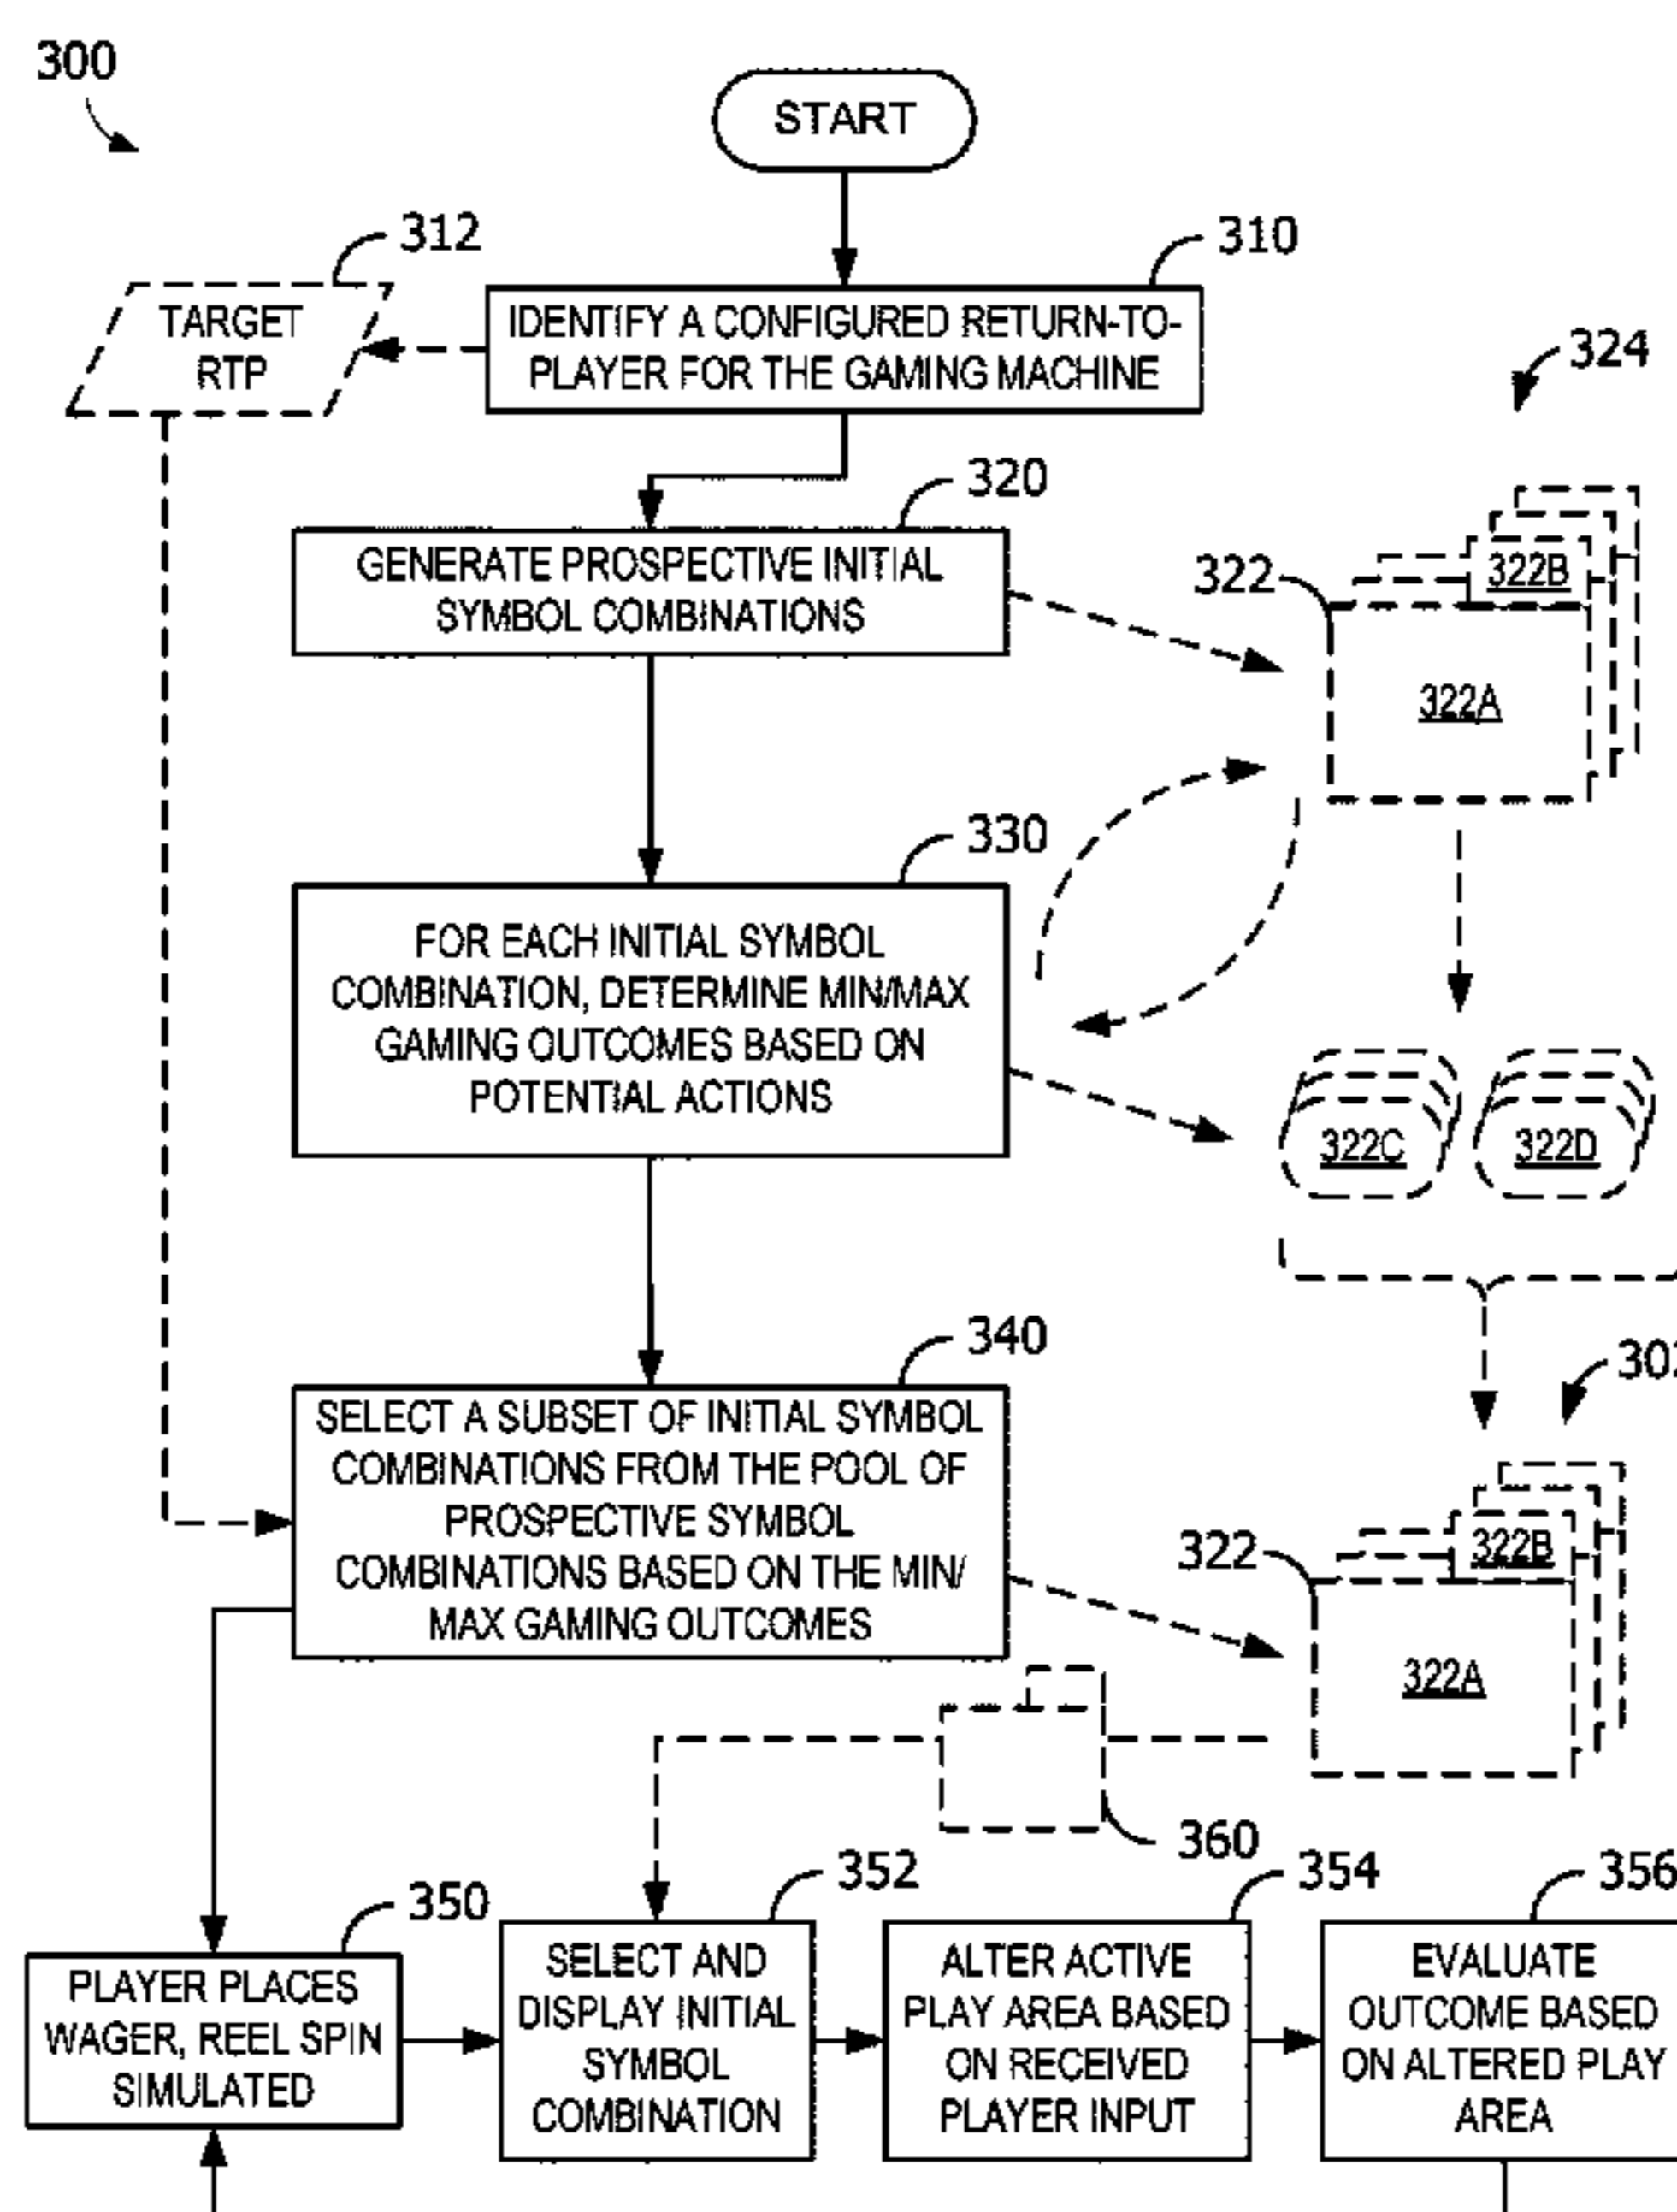 300
START
312
310
TARGET
RTP
IDENTIFY A CONFIGURED RETURN-TO-
PLAYER FOR THE GAMING MACHINE
324
320
GENERATE PROSPECTIVE INITIAL
SYMBOL COMBINATIONS
322
322B
322A
330
FOR EACH INITIAL SYMBOL
COMBINATION, DETERMINE MIN/MAX
GAMING OUTCOMES BASED ON
POTENTIAL ACTIONS
322C
322D
340
SELECT A SUBSET OF INITIAL SYMBOL
COMBINATIONS FROM THE POOL OF
PROSPECTIVE SYMBOL
COMBINATIONS BASED ON THE MIN/
MAX GAMING OUTCOMES
322
322B
322A
360
350
PLAYER PLACES
WAGER, REEL SPIN
SIMULATED
352
SELECT AND
DISPLAY INITIAL
SYMBOL
COMBINATION
354
ALTER ACTIVE
PLAY AREA BASED
ON RECEIVED
PLAYER INPUT
356
EVALUATE
OUTCOME BASED
ON ALTERED PLAY
AREA